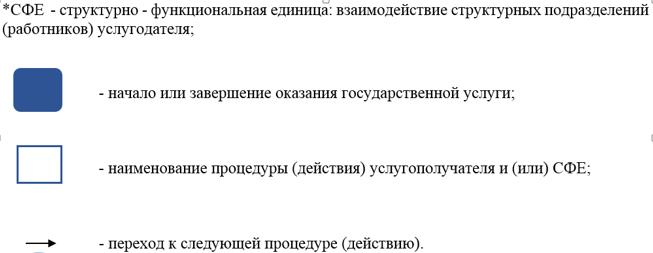 *СФЕ - структурно - функциональная единица: взаимодействие структурных подразделений
(работников) услугодателя;
- начало или завершение оказания государственной услуги;
- наименование процедуры (действия) услугополучателя и (или) СФЕ;
- переход к следующей процедуре (действию).